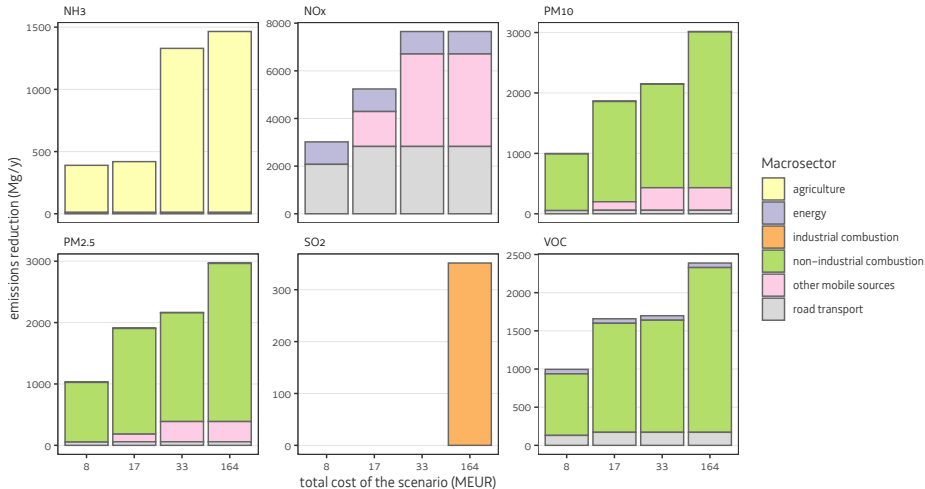 NH3
NOx
PM10
1500
1000
500
0
8000
6000
4000
2000
0
3000
2000
1000
0
PM2.5
SO2
VOC
3000
2000
1000
0
300
200
100
0
2500
2000
1500
1000
500
0
8 17 33 164
8 17 33 164
8 17 33 164
emissions reduction (Mg/y)
total cost of the scenario (MEUR)
Macrosector
agriculture
energy
industrial combustion
non-industrial combustion
other mobile sources
road transport